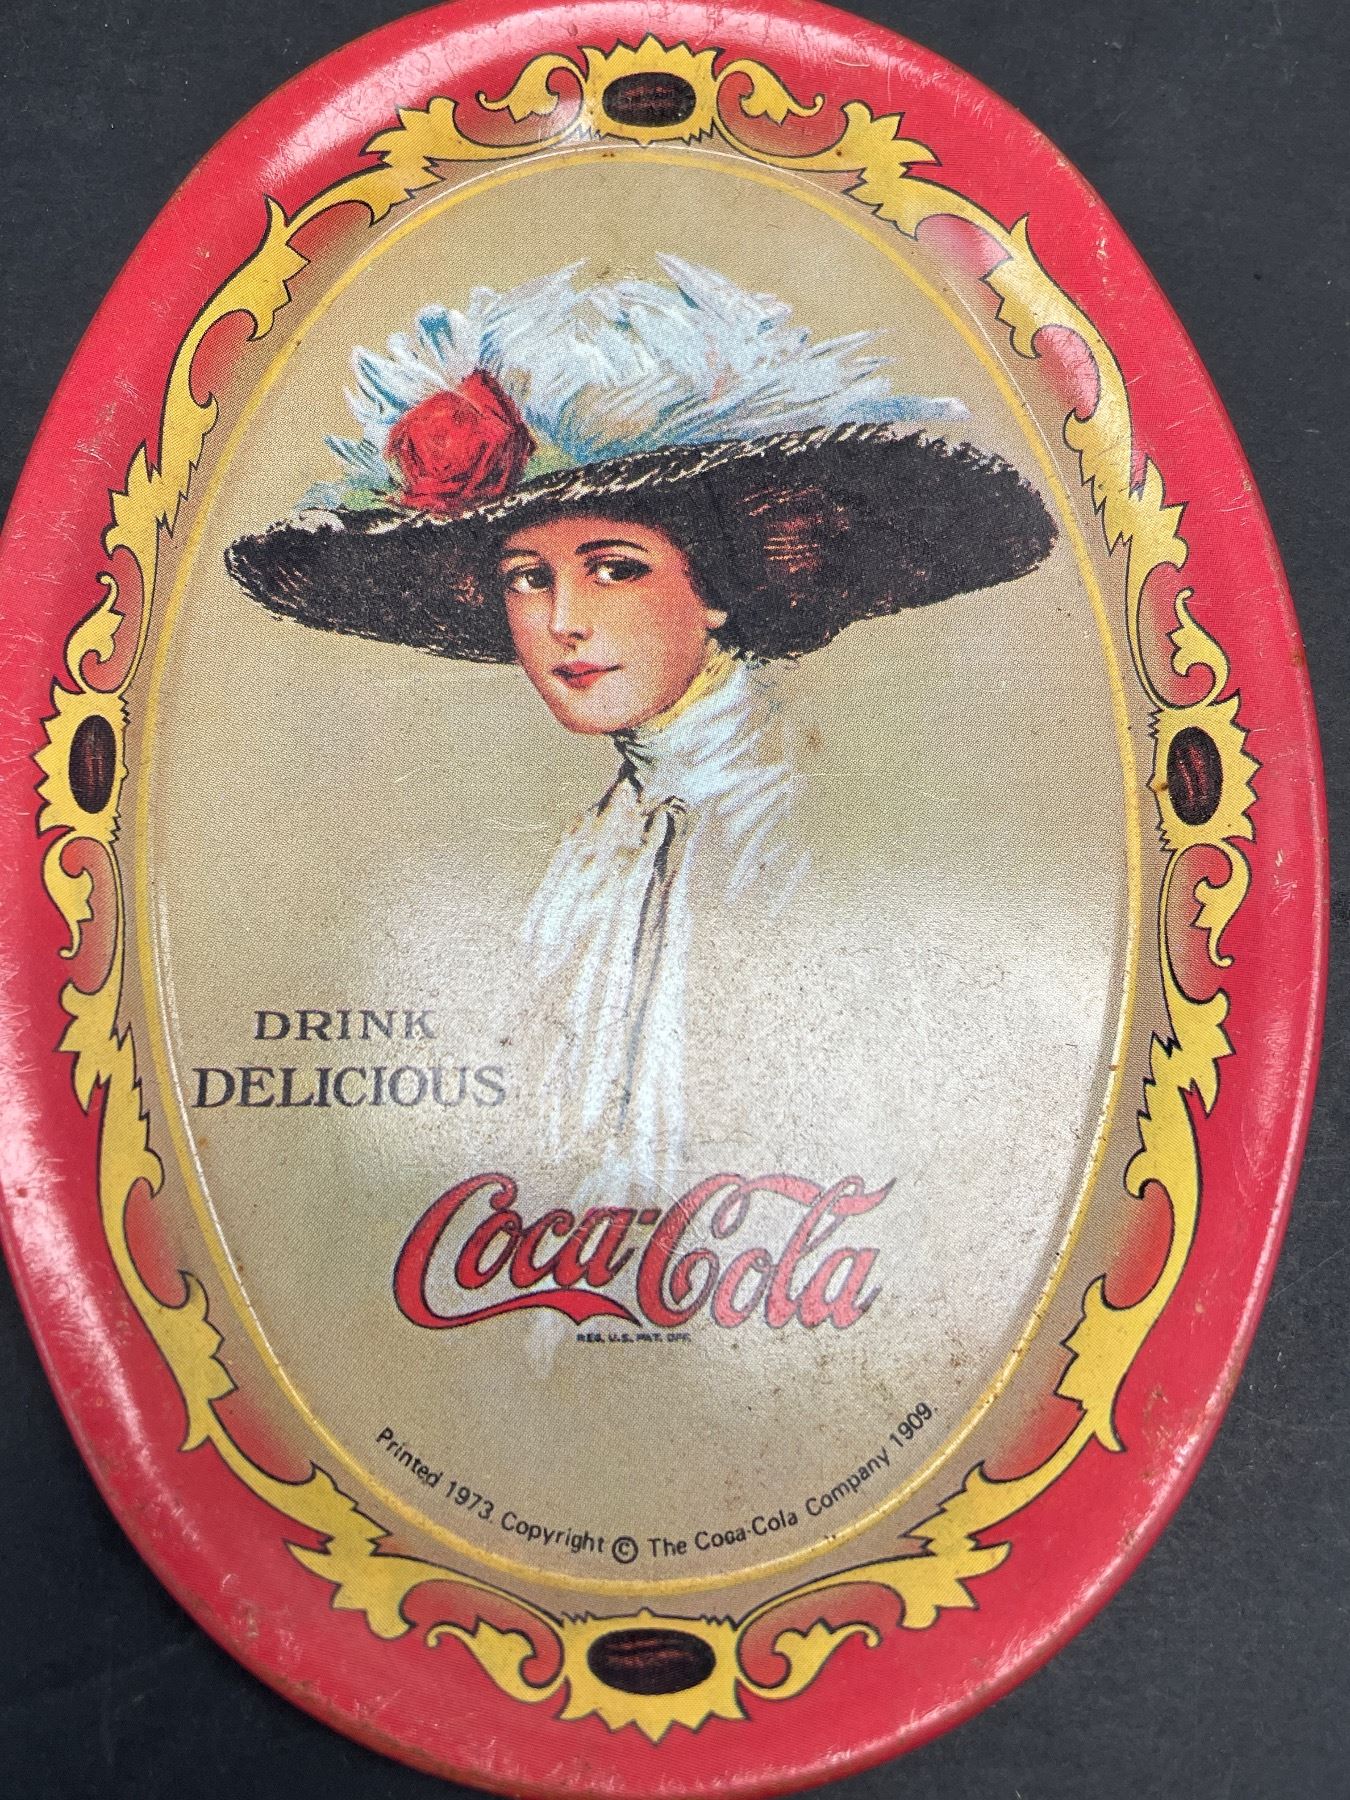 DRINK
DELICIOUS
Coca-Cola
REG. U.S. PAT. OFF.
Printed 1973. Copyright © The Coca-Cola Company 1909.